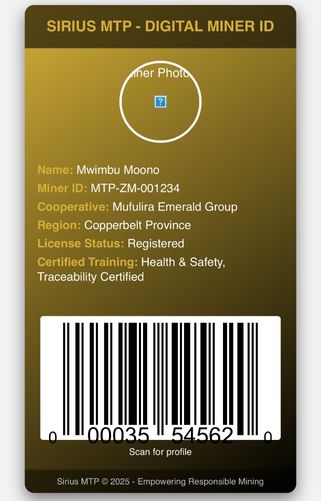 SIRIUS MTP - DIGITAL MINER ID
Miner Photo
?
Name: Mwimbu Moono
Miner ID: MTP-ZM-001234
Cooperative: Mufulira Emerald Group
Region: Copperbelt Province
License Status: Registered
Certified Training: Health & Safety,
Traceability Certified
0 00035 54562 0
Scan for profile
Sirius MTP © 2025 - Empowering Responsible Mining